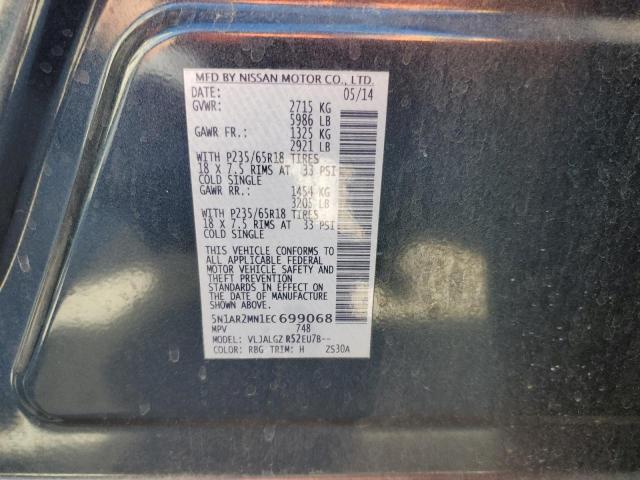 MFD BY NISSAN MOTOR CO., LTD.
DATE: 05/14
GVWR: 2715 KG
5986 LB
GAWR FR.: 1325 KG
2921 LB
WITH P235/65R18 TIRES
18 X 7.5 RIMS AT 33 PSI
COLD SINGLE
GAWR RR.: 1454 KG
3205 LB
WITH P235/65R18 TIRES
18 X 7.5 RIMS AT 33 PSI
COLD SINGLE
THIS VEHICLE CONFORMS TO
ALL APPLICABLE FEDERAL
MOTOR VEHICLE SAFETY AND
THEFT PREVENTION
STANDARDS IN EFFECT ON
THE DATE OF MANUFACTURE
SHOWN ABOVE.
5N1AR2MN1EC699068
MPV 748
MODEL: VLJALGZ R52EU7B--
COLOR: RBG TRIM: H ZS30A